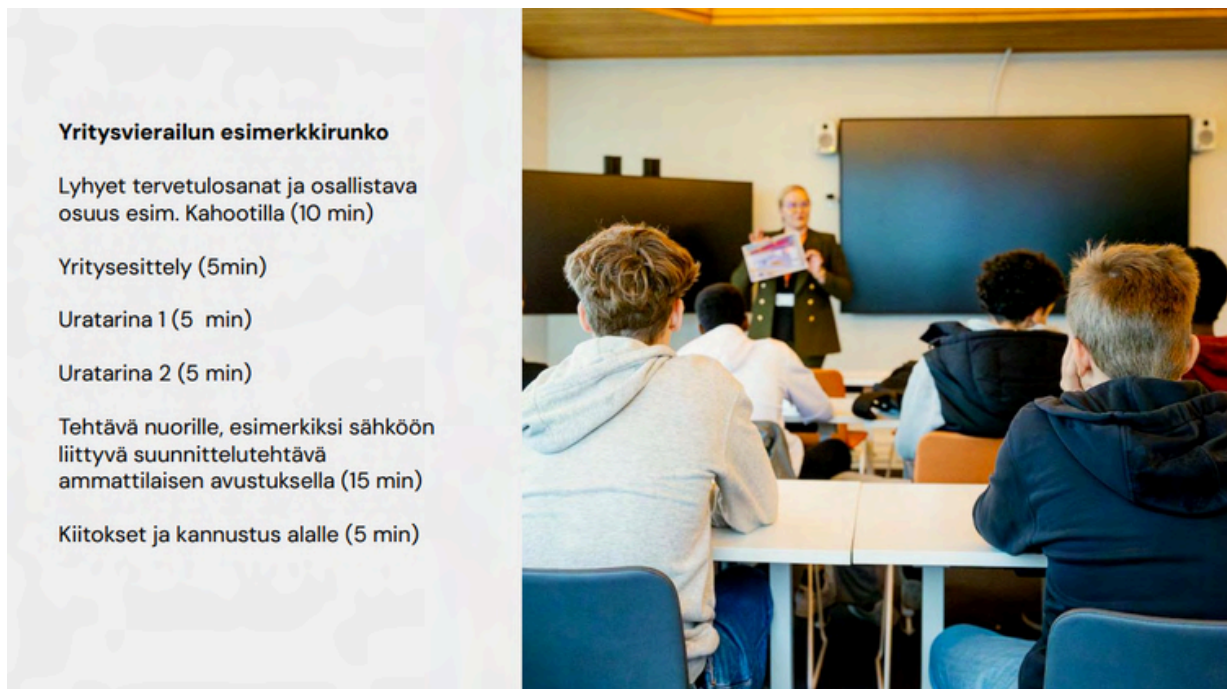 Yritysvierailun esimerkkirunko
Lyhyet tervetulosanat ja osallistava
osuus esim. Kahootilla (10 min)
Yritysesittely (5min)
Uratarina 1 (5  min)
Uratarina 2 (5 min)
Tehtävä nuorille, esimerkiksi sähköön
liittyvä suunnittelutehtävä
ammattilaisen avustuksella (15 min)
Kiitokset ja kannustus alalle (5 min)